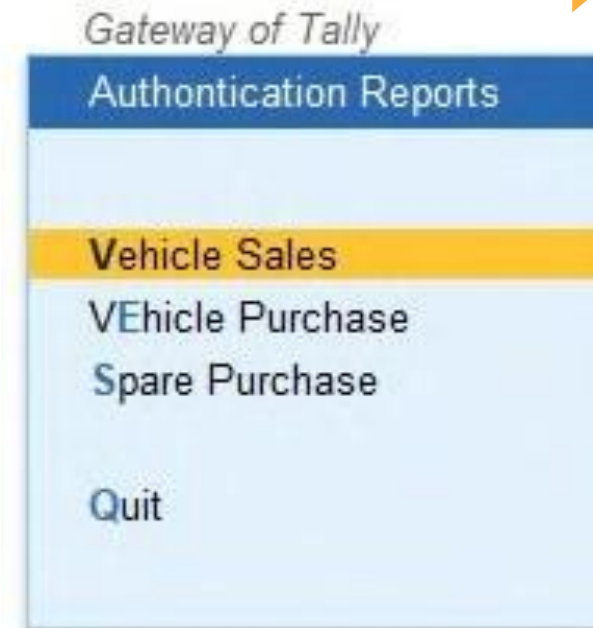 Gateway of Tally
Authontication Reports
Vehicle Sales
VEhicle Purchase
Spare Purchase
Quit